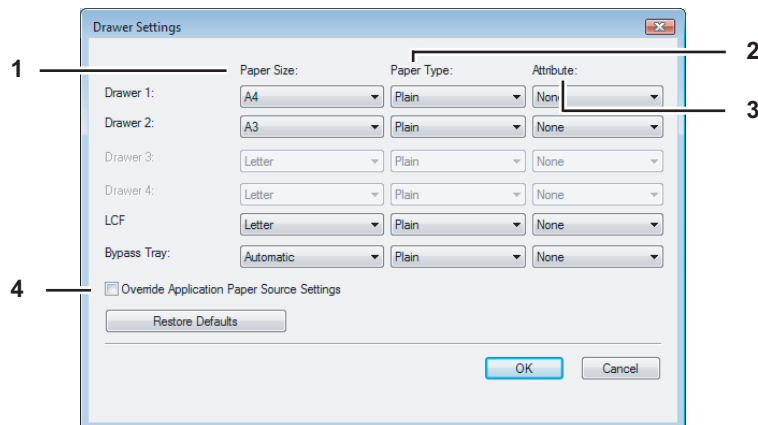 Drawer Settings
1 Paper Size: 2 Paper Type: Attribute:
Drawer 1: A4 Plain None 3
Drawer 2: A3 Plain None
Drawer 3: Letter Plain None
Drawer 4: Letter Plain None
LCF Letter Plain None
Bypass Tray: Automatic Plain None
4 Override Application Paper Source Settings
Restore Defaults
OK Cancel